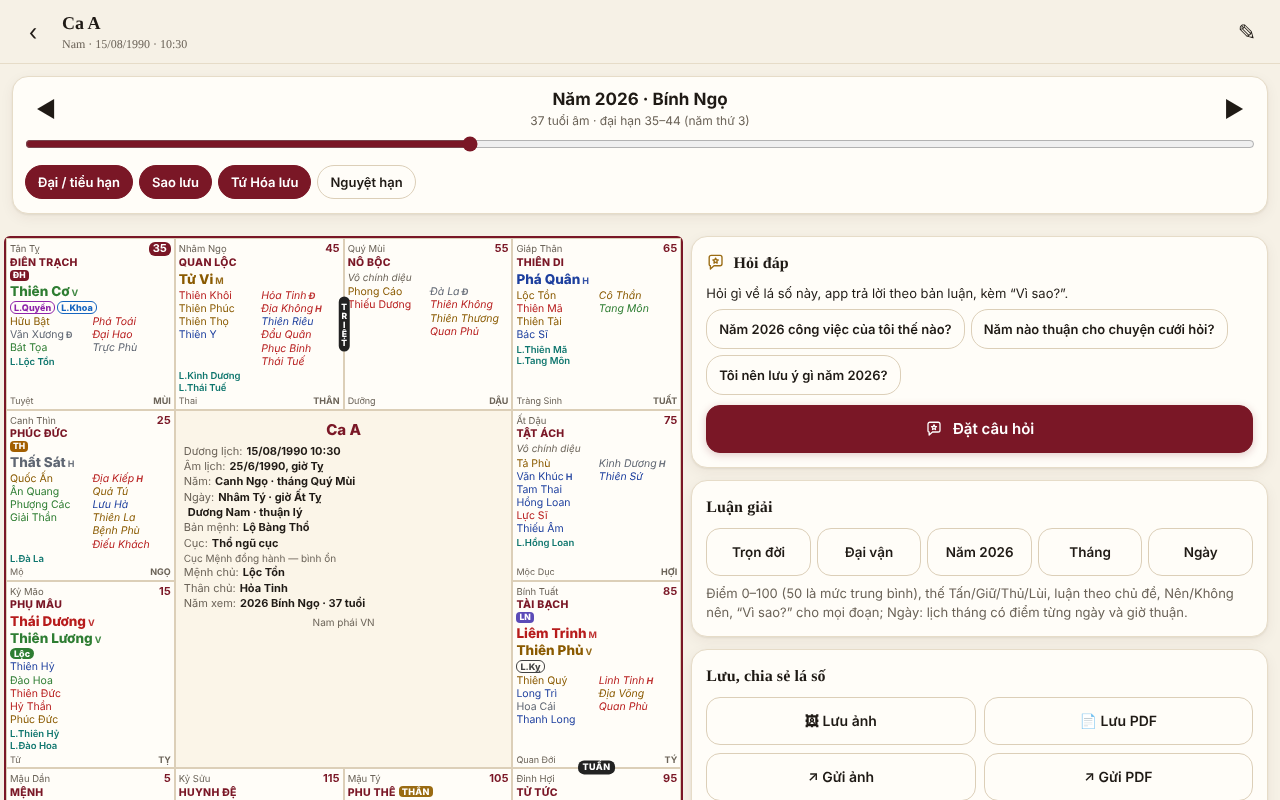 Ca A
Nam · 15/08/1990 · 10:30
Năm 2026 · Bính Ngọ
37 tuổi âm · đại hạn 35–44 (năm thứ 3)
Đại / tiểu hạn
Sao lưu
Tứ Hóa lưu
Nguyệt hạn
Tân Tỵ 35
ĐIỀN TRẠCH
ĐH
Thiên Cơ V
L.Quyền L.Khoa
Hữu Bật Phá Toái
Văn Xương Đ Đại Hao
Bát Tọa Trực Phù
L.Lộc Tồn
Tuyệt MÙI
Nhâm Ngọ 45
QUAN LỘC
Tử Vi M
Thiên Khôi Hỏa Tinh Đ
Thiên Phúc Địa Không H
Thiên Thọ Thiên Riêu
Thiên Y Đẩu Quân
Phục Binh
Thái Tuế
L.Kình Dương
L.Thái Tuế
Thai THÂN
TRIỆT
Quý Mùi 55
NÔ BỘC
Vô chính diệu
Phong Cáo Đà La Đ
Thiếu Dương Thiên Không
Thiên Thương
Quan Phủ
Dưỡng DẬU
Giáp Thân 65
THIÊN DI
Phá Quân H
Lộc Tồn Cô Thần
Thiên Mã Tang Môn
Thiên Tài
Bác Sĩ
L.Thiên Mã
L.Tang Môn
Tràng Sinh TUẤT
Canh Thìn 25
PHÚC ĐỨC
TH
Thất Sát H
Quốc Ấn Địa Kiếp H
Ân Quang Quả Tú
Phượng Các Lưu Hà
Giải Thần Thiên La
Bệnh Phù
Điếu Khách
L.Đà La
Mộ NGỌ
Ca A
Dương lịch: 15/08/1990 10:30
Âm lịch: 25/6/1990, giờ Tỵ
Năm: Canh Ngọ · tháng Quý Mùi
Ngày: Nhâm Tý · giờ Ất Tỵ
Dương Nam · thuận lý
Bản mệnh: Lộ Bàng Thổ
Cục: Thổ ngũ cục
Cục Mệnh đồng hành — bình ổn
Mệnh chủ: Lộc Tồn
Thân chủ: Hỏa Tinh
Năm xem: 2026 Bính Ngọ · 37 tuổi
Nam phái VN
Ất Dậu 75
TẬT ÁCH
Vô chính diệu
Tả Phù Kình Dương H
Văn Khúc H Thiên Sứ
Tam Thai
Hồng Loan
Lực Sĩ
Thiếu Âm
L.Hồng Loan
Mộc Dục HỢI
Kỷ Mão 15
PHỤ MẪU
Thái Dương V
Thiên Lương V
Lộc
Thiên Hỷ
Đào Hoa
Thiên Đức
Hỷ Thần
Phúc Đức
L.Thiên Hỷ
L.Đào Hoa
Tử TỴ
Bính Tuất 85
TÀI BẠCH
LN
Liêm Trinh M
Thiên Phủ V
L.Kỵ
Thiên Quý Linh Tinh H
Long Trì Địa Võng
Hoa Cái Quan Phù
Thanh Long
Quan Đới TÝ
TUẦN
Mậu Dần 5
MỆNH
Kỷ Sửu 115
HUYNH ĐỆ
Mậu Tý 105
PHU THÊ THÂN
Đinh Hợi 95
TỬ TỨC
Hỏi đáp
Hỏi gì về lá số này, app trả lời theo bản luận, kèm “Vì sao?”.
Năm 2026 công việc của tôi thế nào?
Năm nào thuận cho chuyện cưới hỏi?
Tôi nên lưu ý gì năm 2026?
Đặt câu hỏi
Luận giải
Trọn đời
Đại vận
Năm 2026
Tháng
Ngày
Điểm 0–100 (50 là mức trung bình), thế Tấn/Giữ/Thủ/Lùi, luận theo chủ đề, Nên/Không
nên, “Vì sao?” cho mọi đoạn; Ngày: lịch tháng có điểm từng ngày và giờ thuận.
Lưu, chia sẻ lá số
Lưu ảnh
Lưu PDF
Gửi ảnh
Gửi PDF